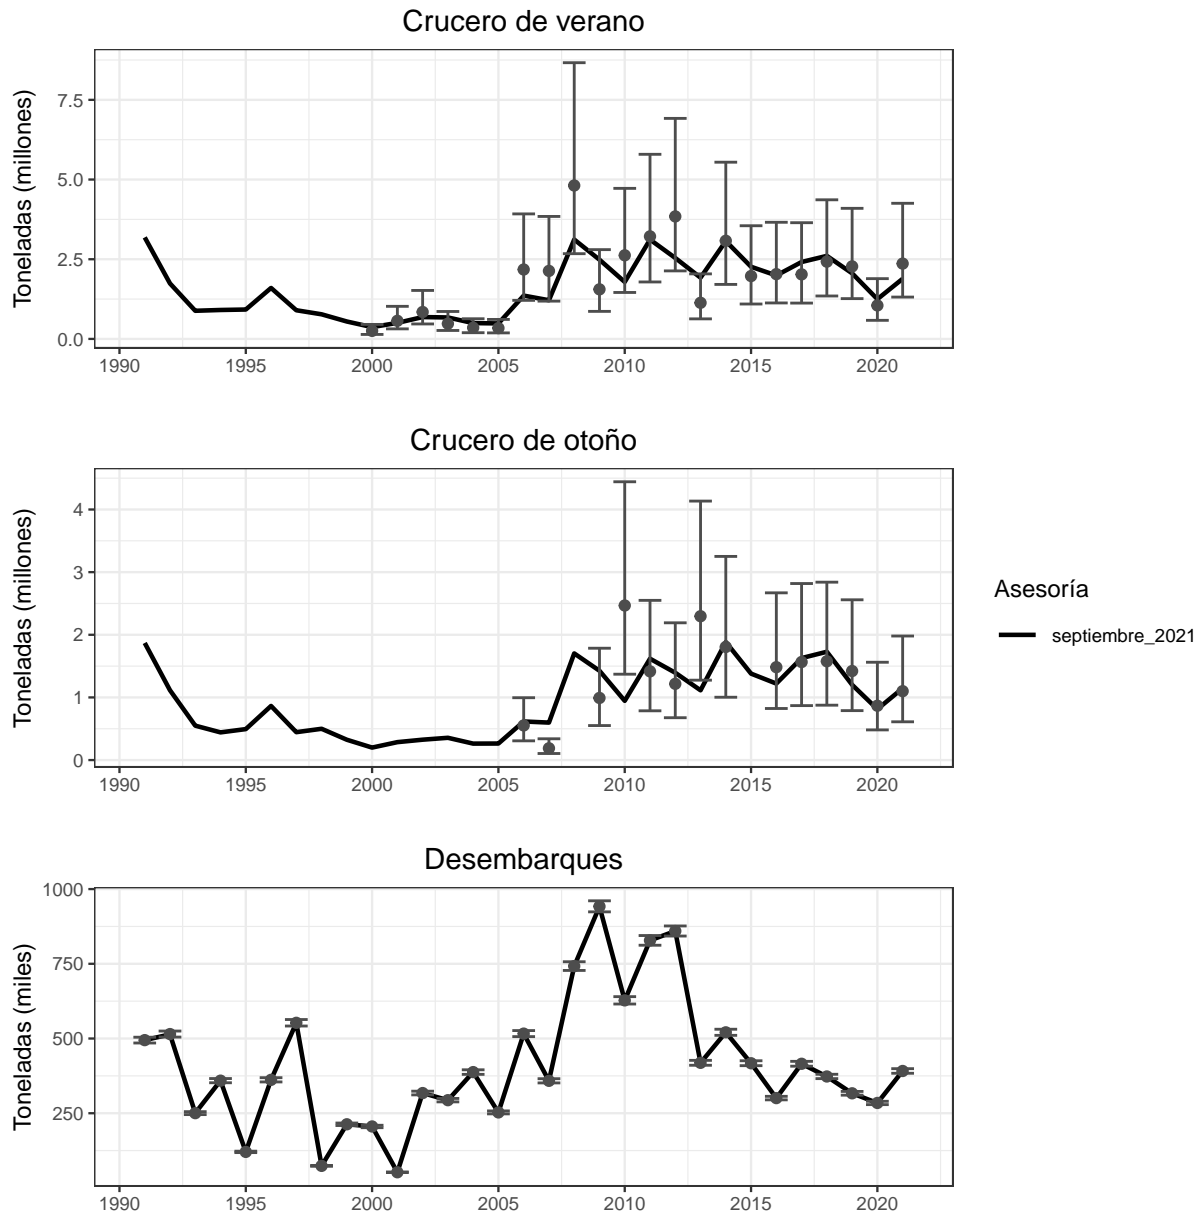 Crucero de verano
Toneladas (millones)
7.5
5.0
2.5
0.0
1990 1995 2000 2005 2010 2015 2020
Crucero de otoño
Toneladas (millones)
4
3
2
1
0
1990 1995 2000 2005 2010 2015 2020
Asesoría
septiembre_2021
Desembarques
Toneladas (miles)
1000
750
500
250
1990 1995 2000 2005 2010 2015 2020